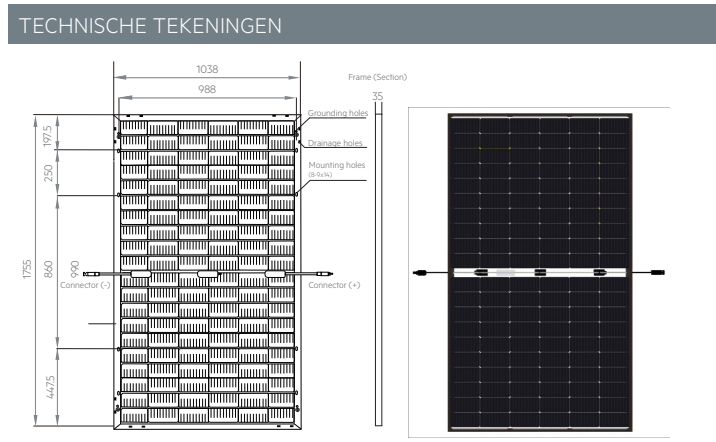 TECHNISCHE TEKENINGEN
1038
Frame (Section)
988
35
Grounding holes
197.5
Drainage holes
Mounting holes
(8-9x14)
250
1755
860
990
Connector (-)
Connector (+)
447.5